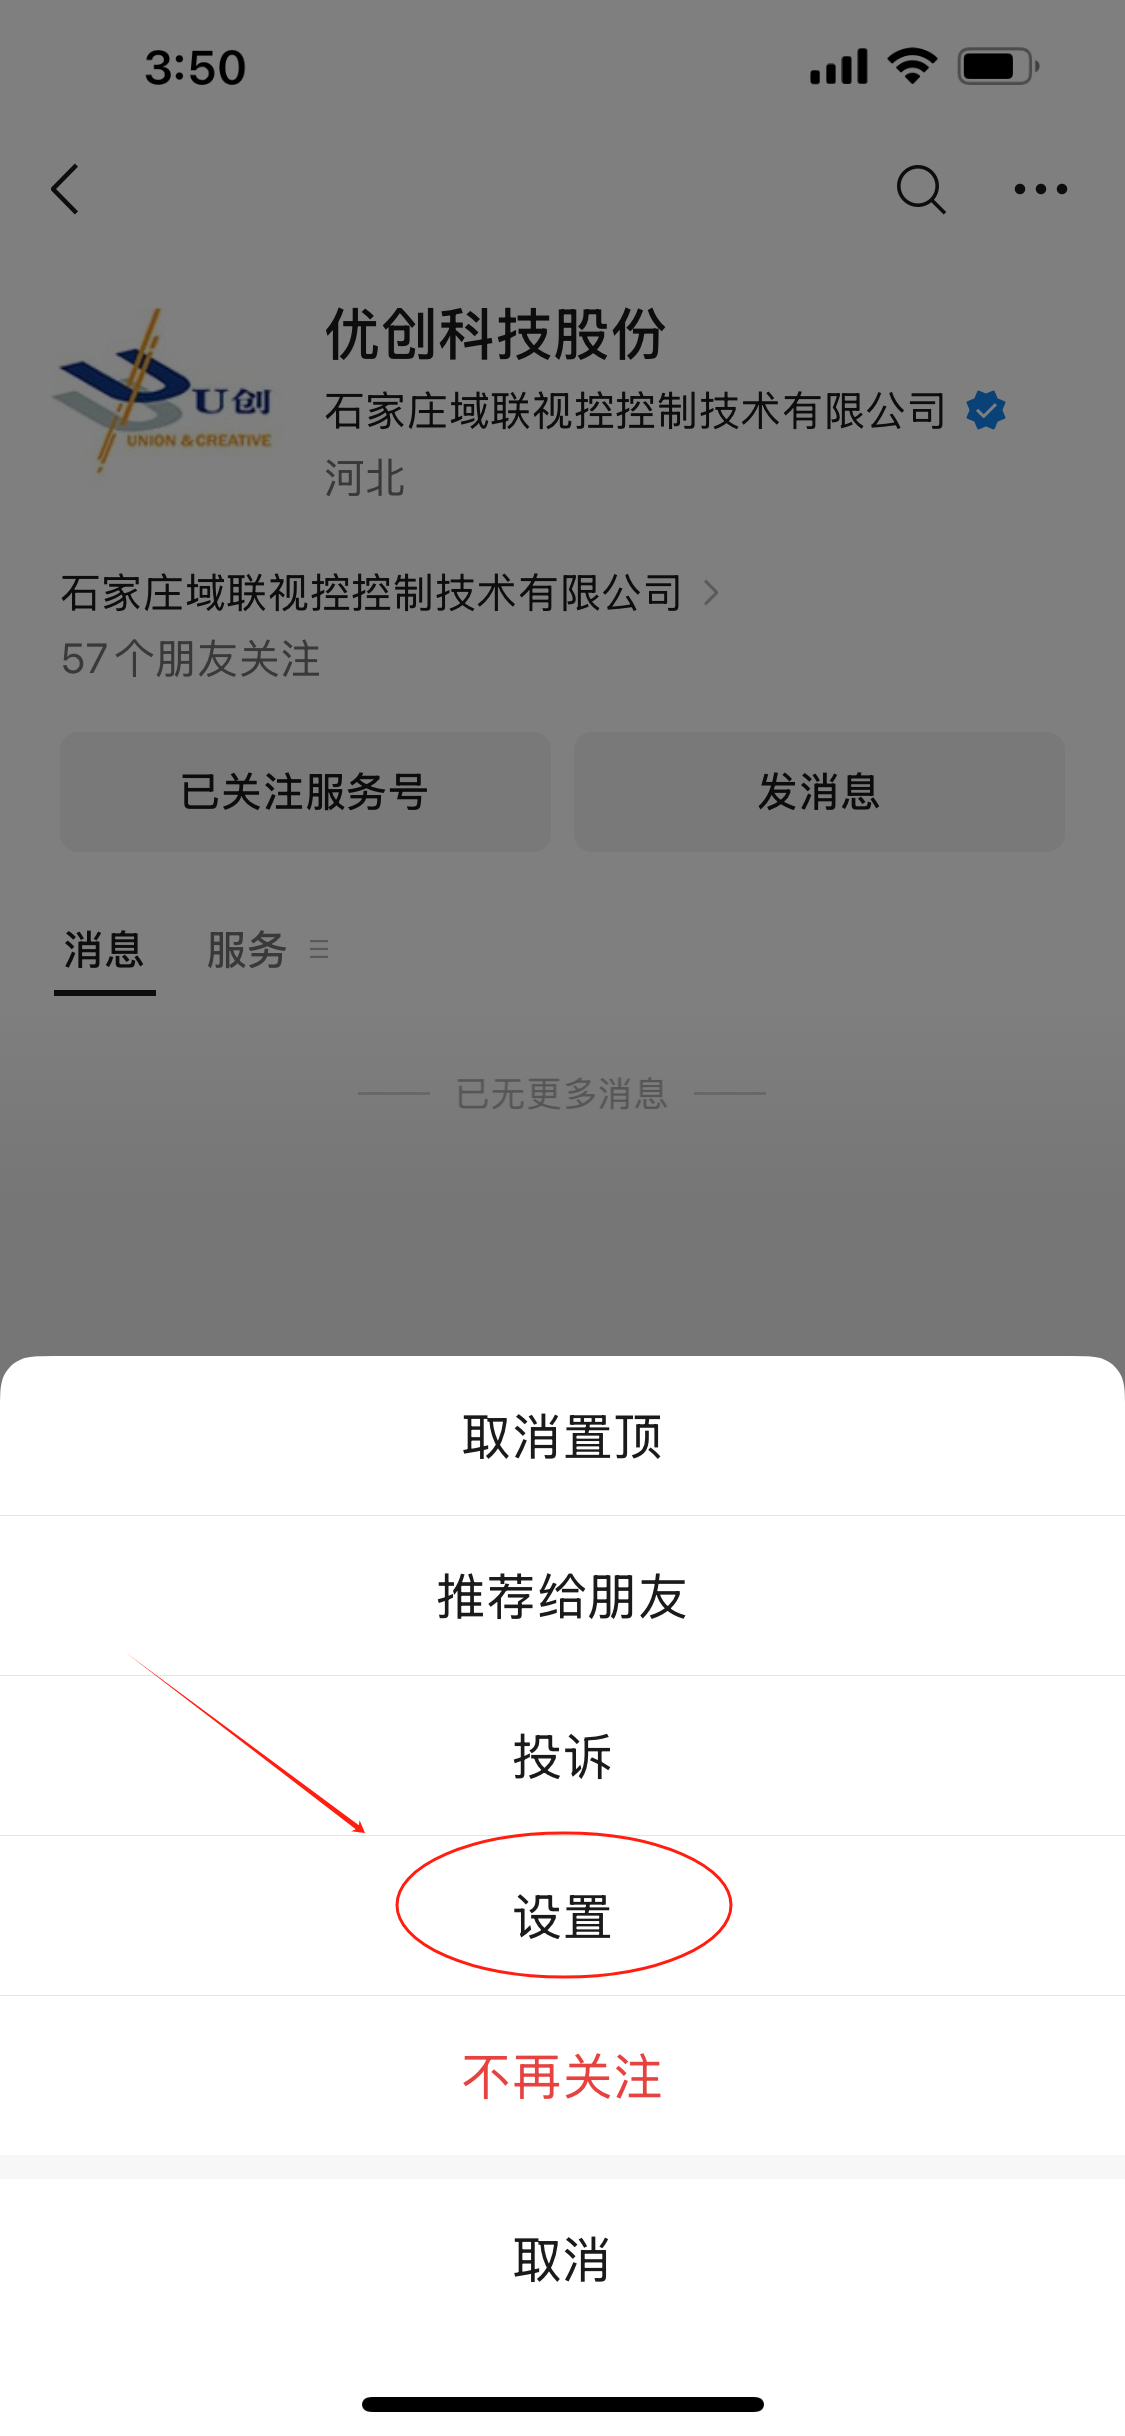 3:50
优创科技股份
U创
UNION & CREATIVE
石家庄域联视控控制技术有限公司
河北
石家庄域联视控控制技术有限公司
57个朋友关注
已关注服务号
发消息
消息
服务
已无更多消息
取消置顶
推荐给朋友
投诉
设置
不再关注
取消